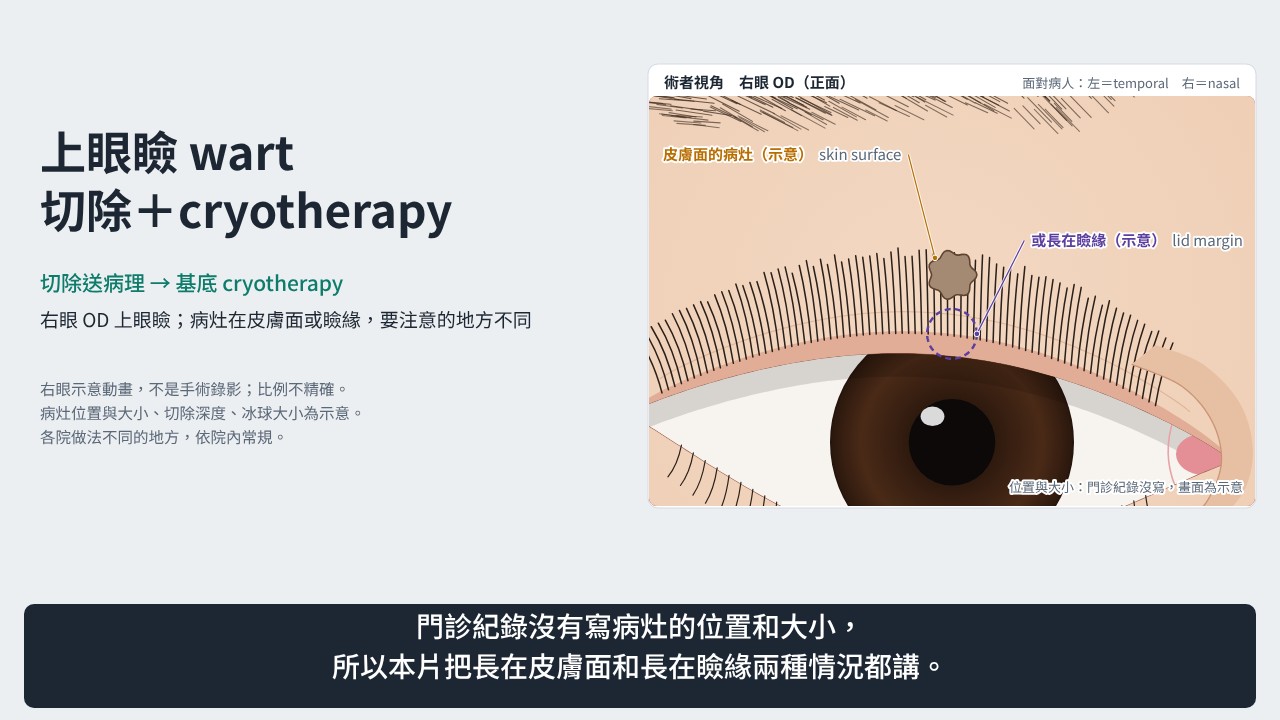 上眼瞼 wart
切除＋cryotherapy
切除送病理 → 基底 cryotherapy
右眼 OD 上眼瞼；病灶在皮膚面或瞼緣，要注意的地方不同
右眼示意動畫，不是手術錄影；比例不精確。
病灶位置與大小、切除深度、冰球大小為示意。
各院做法不同的地方，依院內常規。
術者視角　右眼 OD（正面）
面對病人：左＝temporal　右＝nasal
皮膚面的病灶（示意） skin surface
或長在瞼緣（示意） lid margin
位置與大小：門診紀錄沒寫，畫面為示意
門診紀錄沒有寫病灶的位置和大小，
所以本片把長在皮膚面和長在瞼緣兩種情況都講。